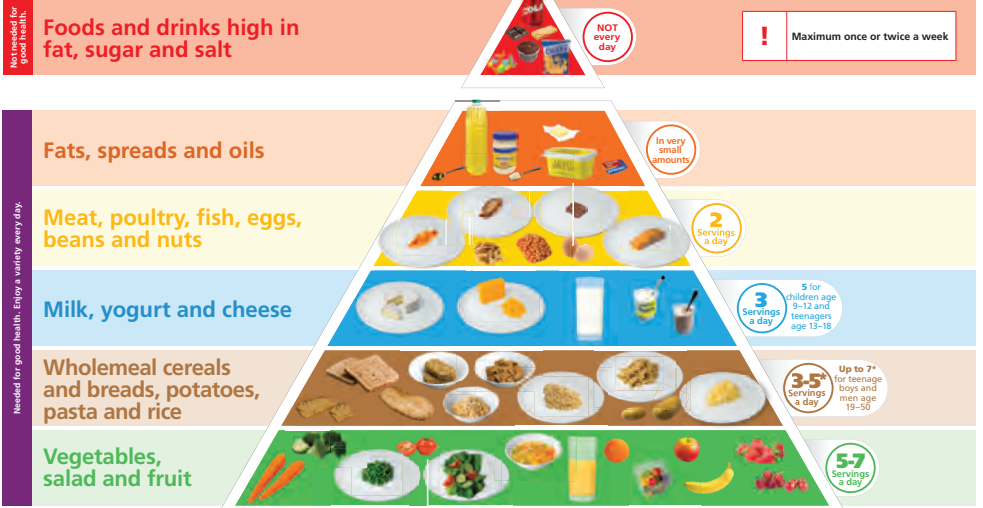 Not needed for
good health.
Foods and drinks high in
fat, sugar and salt
NOT
every
day
!
Maximum once or twice a week
Needed for good health. Enjoy a variety every day.
Fats, spreads and oils
In very
small
amounts
Meat, poultry, fish, eggs,
beans and nuts
2
Servings
a day
Milk, yogurt and cheese
3
Servings
a day
5 for
children age
9–12 and
teenagers
age 13–18
Wholemeal cereals
and breads, potatoes,
pasta and rice
3-5*
Servings
a day
Up to 7*
for teenage
boys and
men age
19–50
Vegetables,
salad and fruit
5-7
Servings
a day